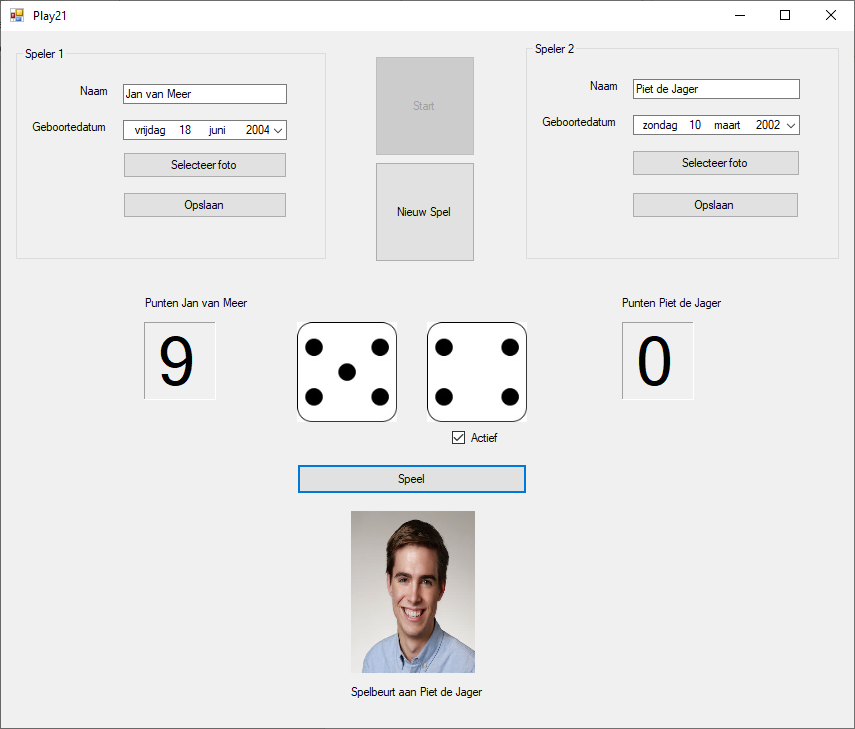 Play21
Speler 1
Naam
Jan van Meer
Geboortedatum
vrijdag 18 juni 2004
Selecteer foto
Opslaan
Start
Nieuw Spel
Speler 2
Naam
Piet de Jager
Geboortedatum
zondag 10 maart 2002
Selecteer foto
Opslaan
Punten Jan van Meer
9
Punten Piet de Jager
0
Actief
Speel
Spelbeurt aan Piet de Jager